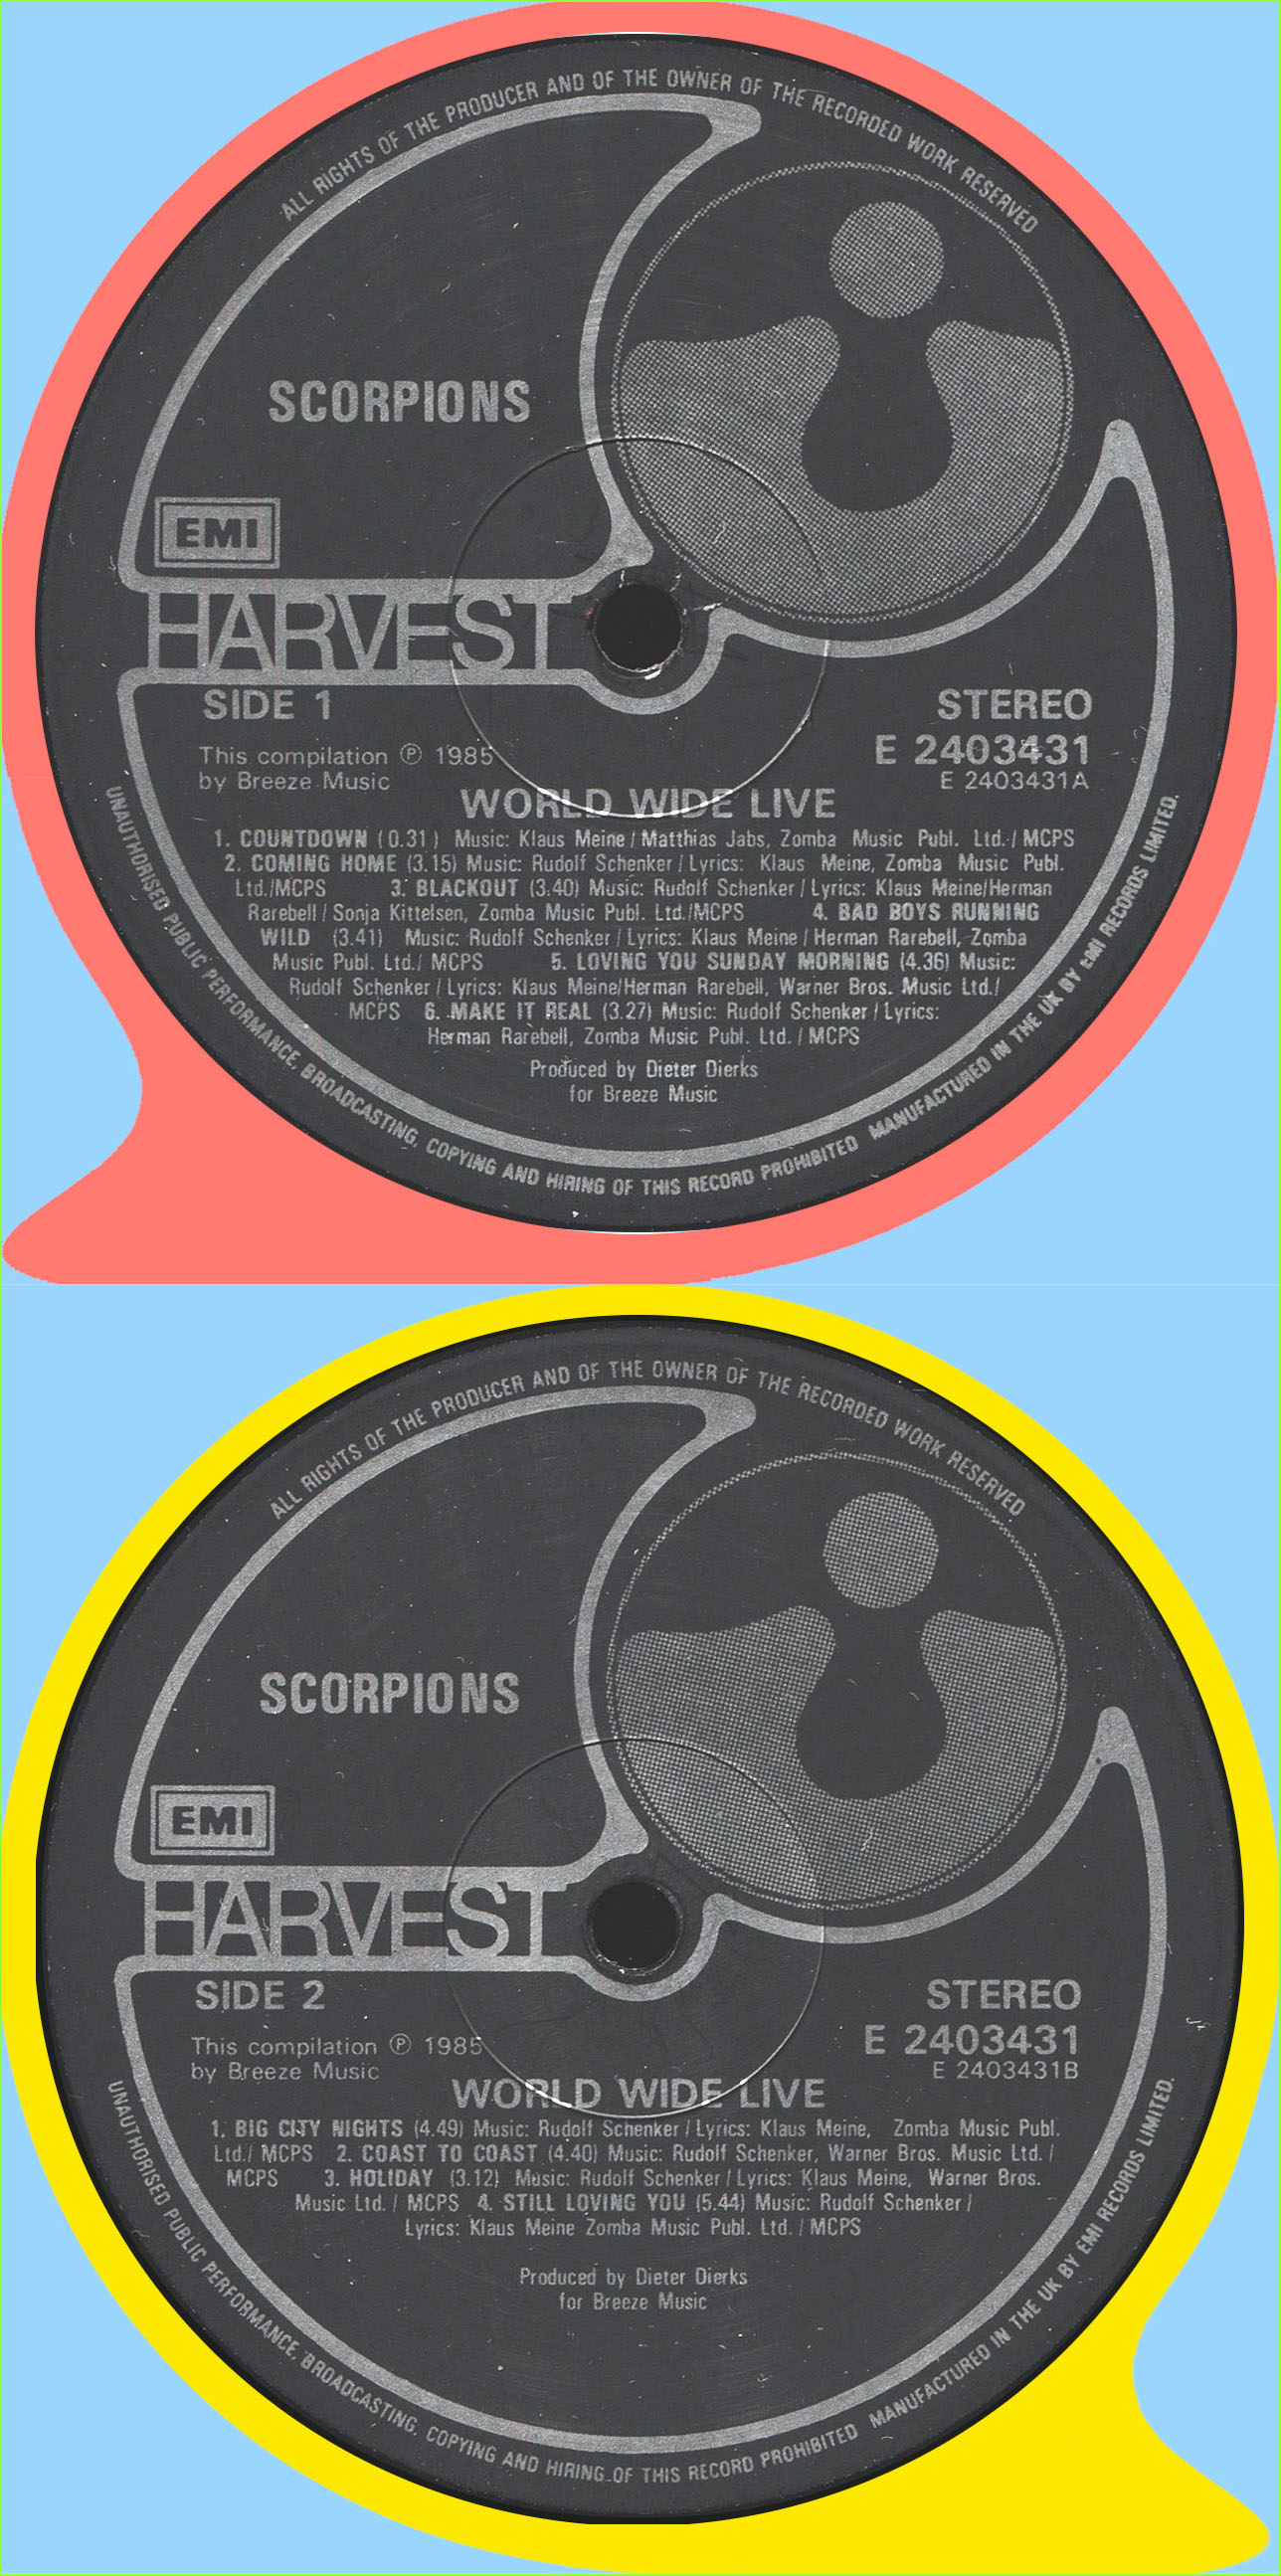 ALL RIGHTS OF THE PRODUCER AND OF THE OWNER OF THE RECORDED WORK RESERVED
SCORPIONS
EMI
HARVEST
SIDE 1
STEREO
This compilation Ⓟ 1985
by Breeze Music
E 2403431
E 2403431A
WORLD WIDE LIVE
1. COUNTDOWN (0.31) Music: Klaus Meine / Matthias Jabs, Zomba Music Publ. Ltd. / MCPS
2. COMING HOME (3.15) Music: Rudolf Schenker / Lyrics: Klaus Meine, Zomba Music Publ.
Ltd./MCPS 3. BLACKOUT (3.40) Music: Rudolf Schenker / Lyrics: Klaus Meine/Herman
Rarebell / Sonja Kittelsen, Zomba Music Publ. Ltd./MCPS 4. BAD BOYS RUNNING
WILD (3.41) Music: Rudolf Schenker / Lyrics: Klaus Meine / Herman Rarebell, Zomba
Music Publ. Ltd./ MCPS 5. LOVING YOU SUNDAY MORNING (4.36) Music:
Rudolf Schenker / Lyrics: Klaus Meine/Herman Rarebell, Warner Bros. Music Ltd./
MCPS 6. MAKE IT REAL (3.27) Music: Rudolf Schenker / Lyrics:
Herman Rarebell, Zomba Music Publ. Ltd. / MCPS
Produced by Dieter Dierks
for Breeze Music
UNAUTHORISED PUBLIC PERFORMANCE, BROADCASTING, COPYING AND HIRING OF THIS RECORD PROHIBITED MANUFACTURED IN THE UK BY EMI RECORDS LIMITED.
ALL RIGHTS OF THE PRODUCER AND OF THE OWNER OF THE RECORDED WORK RESERVED
SCORPIONS
EMI
HARVEST
SIDE 2
STEREO
This compilation Ⓟ 1985
by Breeze Music
E 2403431
E 2403431B
WORLD WIDE LIVE
1. BIG CITY NIGHTS (4.49) Music: Rudolf Schenker / Lyrics: Klaus Meine, Zomba Music Publ.
Ltd./ MCPS 2. COAST TO COAST (4.40) Music: Rudolf Schenker, Warner Bros. Music Ltd. /
MCPS 3. HOLIDAY (3.12) Music: Rudolf Schenker / Lyrics: Klaus Meine, Warner Bros.
Music Ltd. / MCPS 4. STILL LOVING YOU (5.44) Music: Rudolf Schenker /
Lyrics: Klaus Meine Zomba Music Publ. Ltd. / MCPS
Produced by Dieter Dierks
for Breeze Music
UNAUTHORISED PUBLIC PERFORMANCE, BROADCASTING, COPYING AND HIRING OF THIS RECORD PROHIBITED MANUFACTURED IN THE UK BY EMI RECORDS LIMITED.